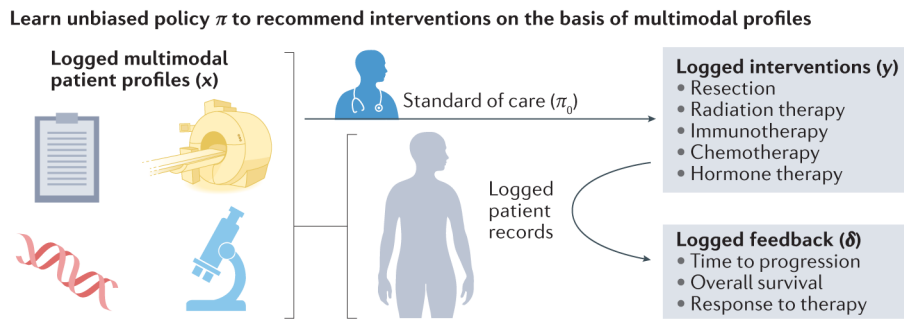 Learn unbiased policy π to recommend interventions on the basis of multimodal profiles
Logged multimodal
patient profiles (x)
Standard of care (π₀)
Logged
patient
records
Logged interventions (y)
• Resection
• Radiation therapy
• Immunotherapy
• Chemotherapy
• Hormone therapy
Logged feedback (δ)
• Time to progression
• Overall survival
• Response to therapy